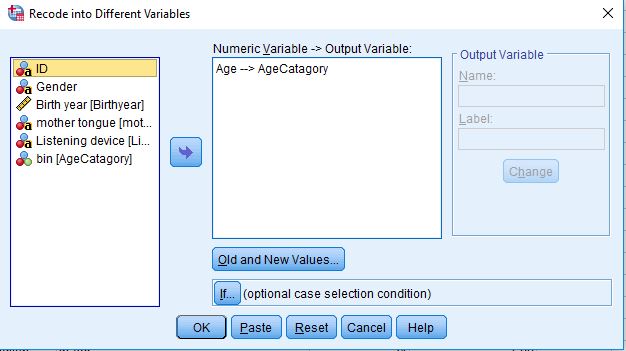 Recode into Different Variables
ID
Gender
Birth year [Birthyear]
mother tongue [mot...
Listening device [Li...
bin [AgeCatagory]
Numeric Variable -> Output Variable:
Age --> AgeCatagory
Output Variable
Name:
Label:
Change
Old and New Values...
If... (optional case selection condition)
OK Paste Reset Cancel Help